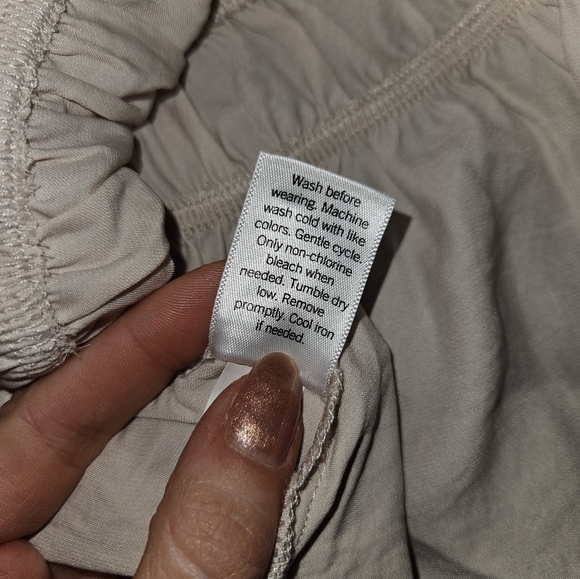 Wash before
wearing. Machine
wash cold with like
colors. Gentle cycle.
Only non-chlorine
bleach when
needed. Tumble dry
low. Remove
promptly. Cool iron
if needed.